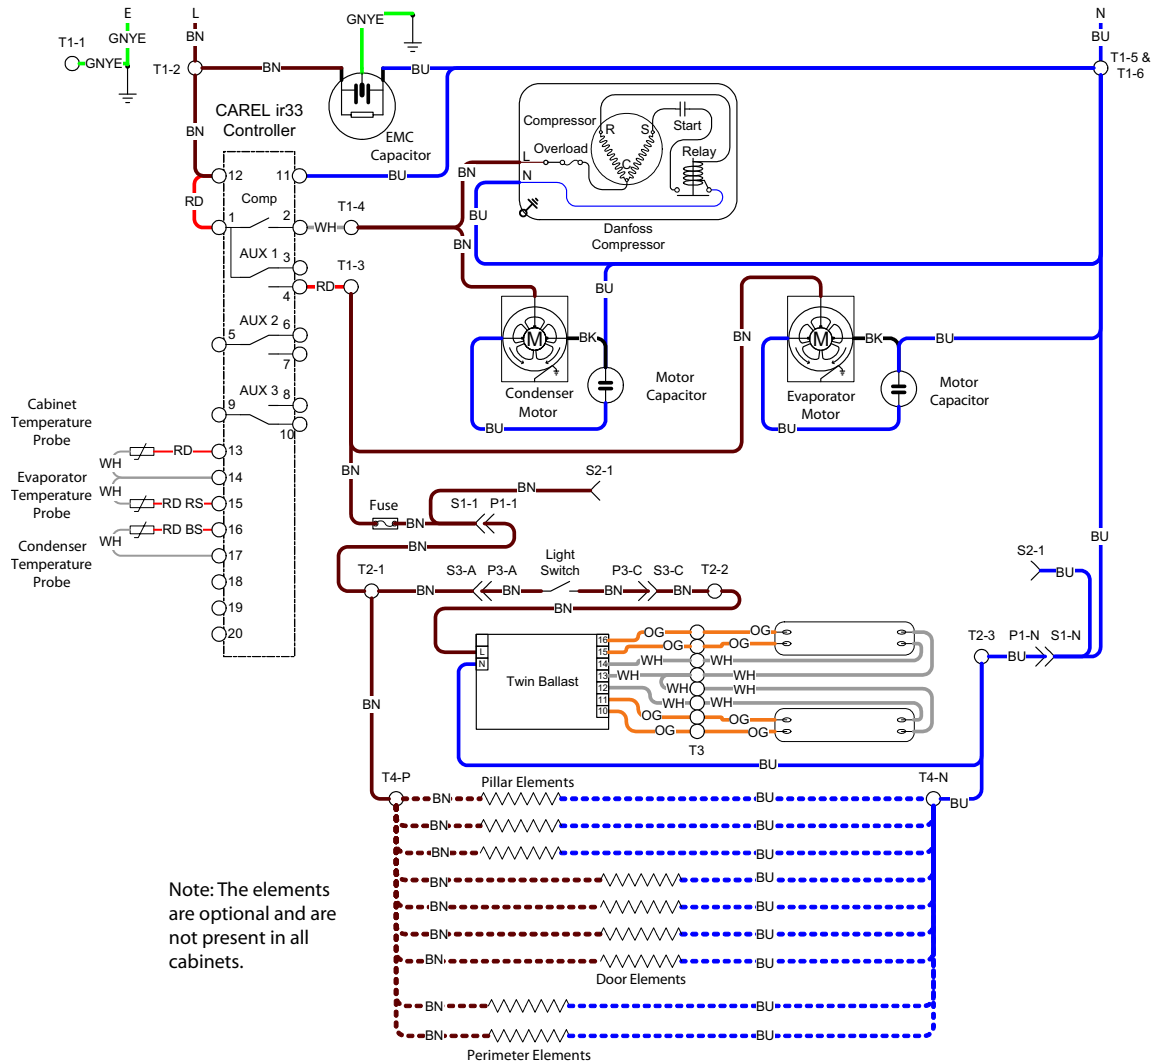 E
L
GNYE
N
GNYE
BN
BU
T1-1
GNYE
T1-2
BN
BU
T1-5 &
T1-6
CAREL ir33
Controller
BN
EMC
Capacitor
Compressor
R
S
Start
L
Overload
C
Relay
N
Danfoss
Compressor
12
11
BU
BN
RD
Comp
1
2
WH
T1-4
BU
BN
AUX 1
3
4
RD
T1-3
BU
AUX 2
5
6
7
AUX 3
8
9
10
M
BK
Condenser
Motor
Motor
Capacitor
BU
BN
M
BK
BU
Evaporator
Motor
Motor
Capacitor
BU
Cabinet
Temperature
Probe
RD
13
WH
14
Evaporator
Temperature
Probe
WH
RD RS
15
RD BS
16
WH
Condenser
Temperature
Probe
17
18
19
20
BN
Fuse
BN
S1-1
P1-1
BN
S2-1
BN
T2-1
BN
S3-A
P3-A
BN
Light
Switch
BN
P3-C
S3-C
BN
T2-2
BN
BU
S2-1
BU
T2-3
P1-N
S1-N
BU
L
N
Twin Ballast
16
15
14
13
12
11
10
OG
OG
OG
OG
WH
WH
WH
WH
WH
WH
WH
OG
OG
OG
OG
T3
BU
BN
T4-P
Pillar Elements
T4-N
BU
BN
BU
BN
BU
BN
BU
BN
BU
BN
BU
BN
BU
BN
BU
Door Elements
BN
BU
BN
BU
Perimeter Elements
Note: The elements
are optional and are
not present in all
cabinets.